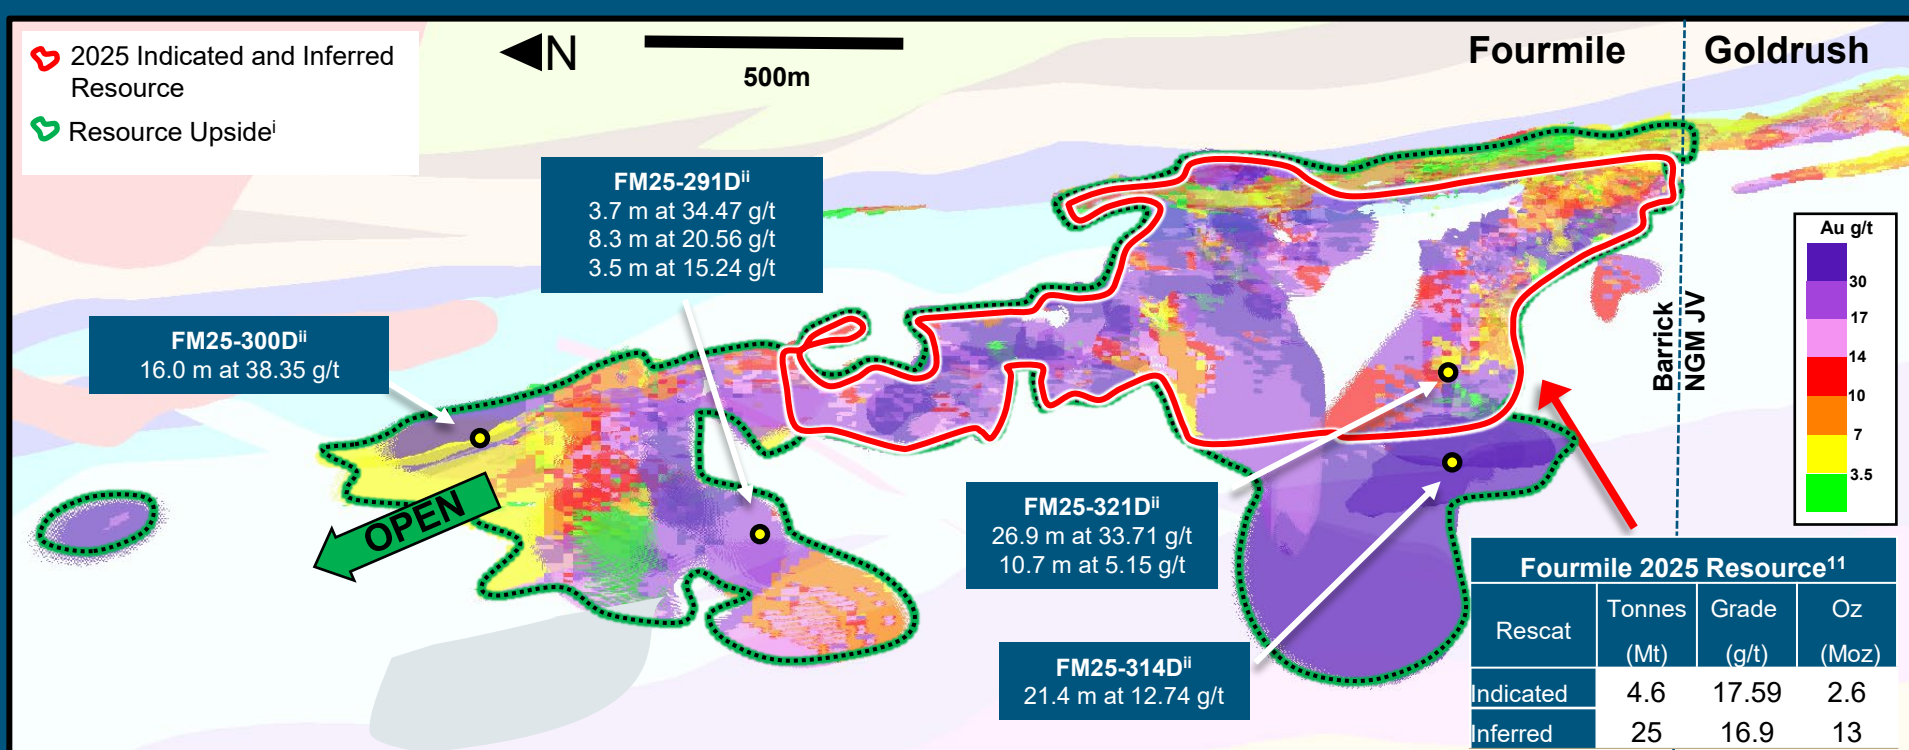 2025 Indicated and Inferred
Resource
Resource Upsideⁱ
N
500m
Fourmile
Goldrush
FM25-291Dⁱⁱ
3.7 m at 34.47 g/t
8.3 m at 20.56 g/t
3.5 m at 15.24 g/t
FM25-300Dⁱⁱ
16.0 m at 38.35 g/t
OPEN
Barrick
NGM JV
Au g/t
30
17
14
10
7
3.5
FM25-321Dⁱⁱ
26.9 m at 33.71 g/t
10.7 m at 5.15 g/t
FM25-314Dⁱⁱ
21.4 m at 12.74 g/t
Fourmile 2025 Resource¹¹
Rescat Tonnes (Mt) Grade (g/t) Oz (Moz)
Indicated 4.6 17.59 2.6
Inferred 25 16.9 13